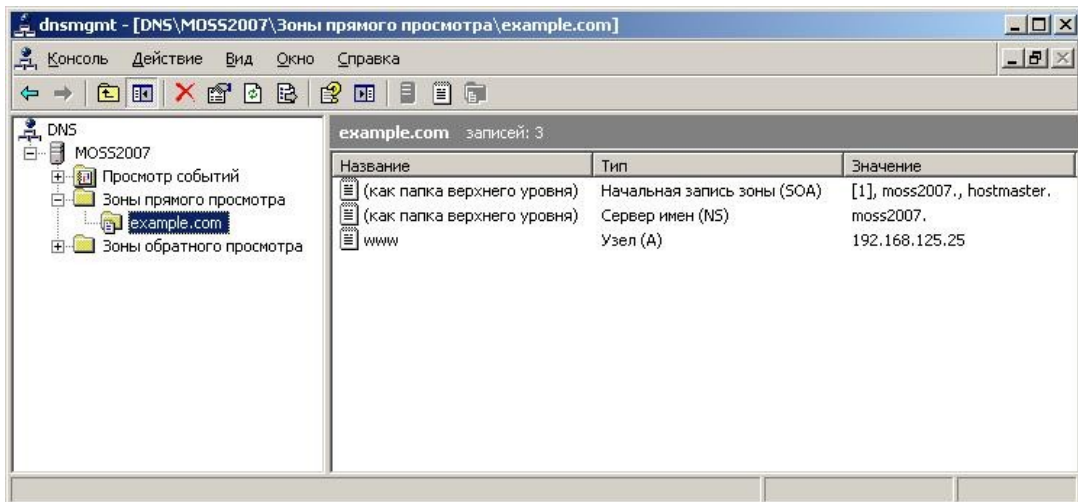 dnsmgmt - [DNS\MOSS2007\Зоны прямого просмотра\example.com]
Консоль Действие Вид Окно Справка
DNS
MOSS2007
Просмотр событий
Зоны прямого просмотра
example.com
Зоны обратного просмотра
example.com записей: 3
Название Тип Значение
(как папка верхнего уровня) Начальная запись зоны (SOA) [1], moss2007., hostmaster.
(как папка верхнего уровня) Сервер имен (NS) moss2007.
www Узел (A) 192.168.125.25